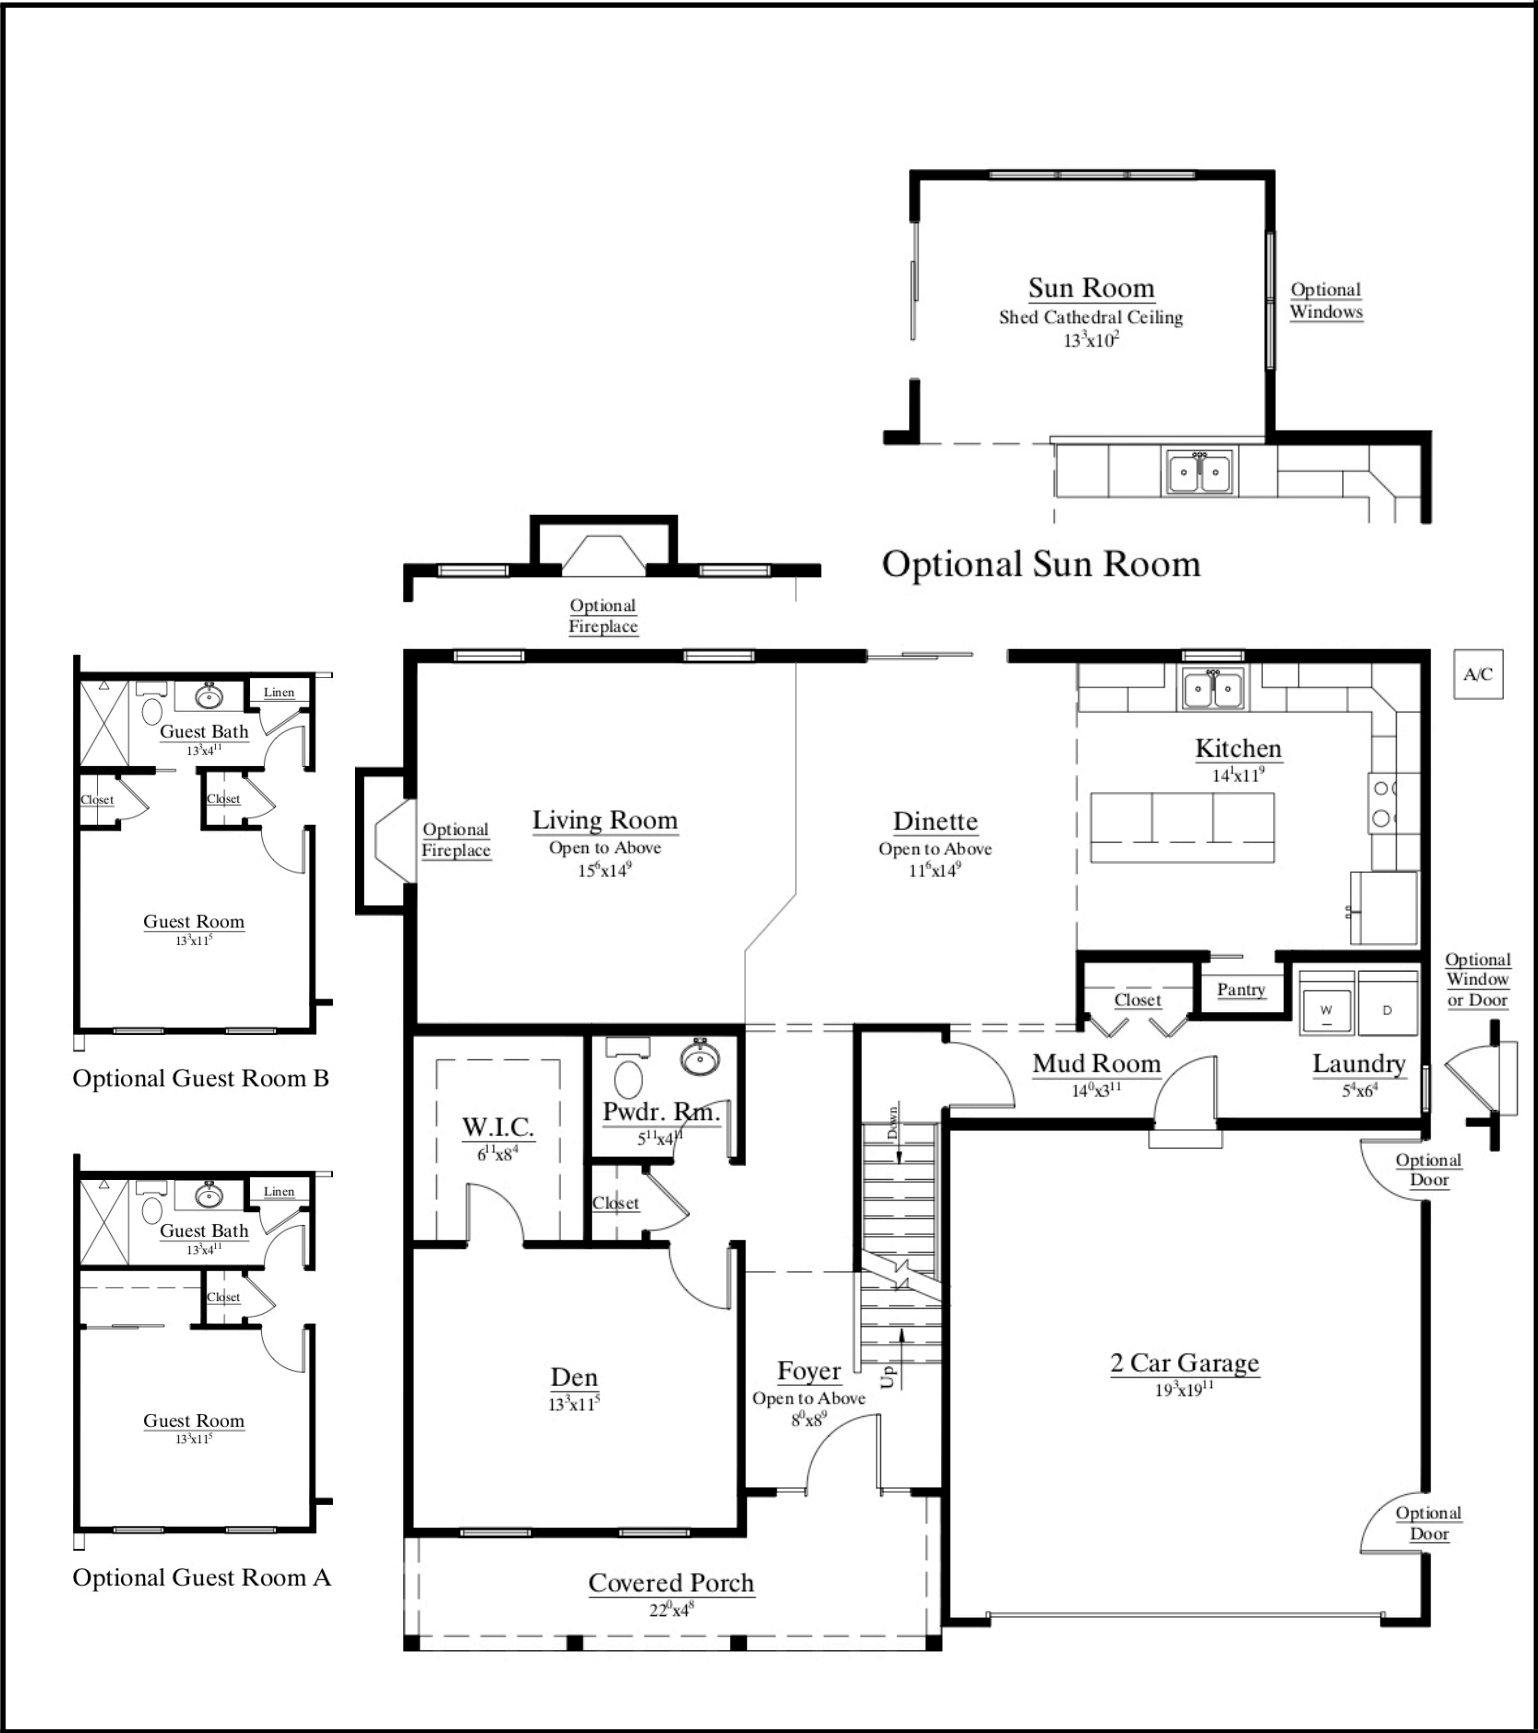 Sun Room
Shed Cathedral Ceiling
13³x10²
Optional
Windows
Optional Sun Room
Optional
Fireplace
A/C
Linen
Guest Bath
13³x4¹¹
Closet
Closet
Guest Room
13³x11⁵
Optional Guest Room B
Optional
Fireplace
Living Room
Open to Above
15⁶x14⁹
Dinette
Open to Above
11⁶x14⁹
Kitchen
14¹x11⁹
Closet
Pantry
W
D
Optional
Window
or Door
Mud Room
14⁰x3¹¹
Laundry
5⁴x6⁴
W.I.C.
6¹¹x8⁴
Pwdr. Rm.
5¹¹x4¹¹
Closet
Down
Up
Optional
Door
Linen
Guest Bath
13³x4¹¹
Closet
Guest Room
13³x11⁵
Optional Guest Room A
Den
13³x11⁵
Foyer
Open to Above
8⁰x8⁹
2 Car Garage
19³x19¹¹
Optional
Door
Covered Porch
22⁰x4⁸